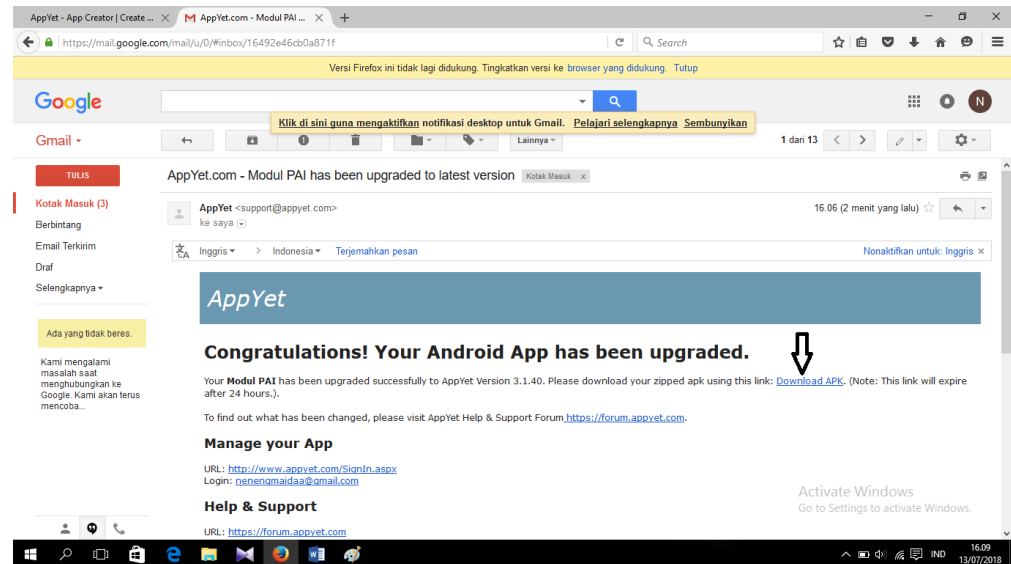 AppYet - App Creator | Create ...
AppYet.com - Modul PAI ...
https://mail.google.com/mail/u/0/#inbox/16492e46cb0a871f
Search
Versi Firefox ini tidak lagi didukung. Tingkatkan versi ke browser yang didukung. Tutup
Google
N
Klik di sini guna mengaktifkan notifikasi desktop untuk Gmail. Pelajari selengkapnya Sembunyikan
Gmail
Lainnya
1 dari 13
TULIS
AppYet.com - Modul PAI has been upgraded to latest version
Kotak Masuk x
Kotak Masuk (3)
Berbintang
Email Terkirim
Draf
Selengkapnya
AppYet <support@appyet.com>
16.06 (2 menit yang lalu)
ke saya
Inggris > Indonesia Terjemahkan pesan
Nonaktifkan untuk: Inggris ×
Ada yang tidak beres.
Kami mengalami
masalah saat
menghubungkan ke
Google. Kami akan terus
mencoba...
AppYet
Congratulations! Your Android App has been upgraded.
Your Modul PAI has been upgraded successfully to AppYet Version 3.1.40. Please download your zipped apk using this link: Download APK. (Note: This link will expire
after 24 hours.).
To find out what has been changed, please visit AppYet Help & Support Forum https://forum.appyet.com.
Manage your App
URL: http://www.appyet.com/SignIn.aspx
Login: nenengmaidaa@gmail.com
Help & Support
URL: https://forum.appyet.com
Activate Windows
Go to Settings to activate Windows.
IND
16.09
13/07/2018